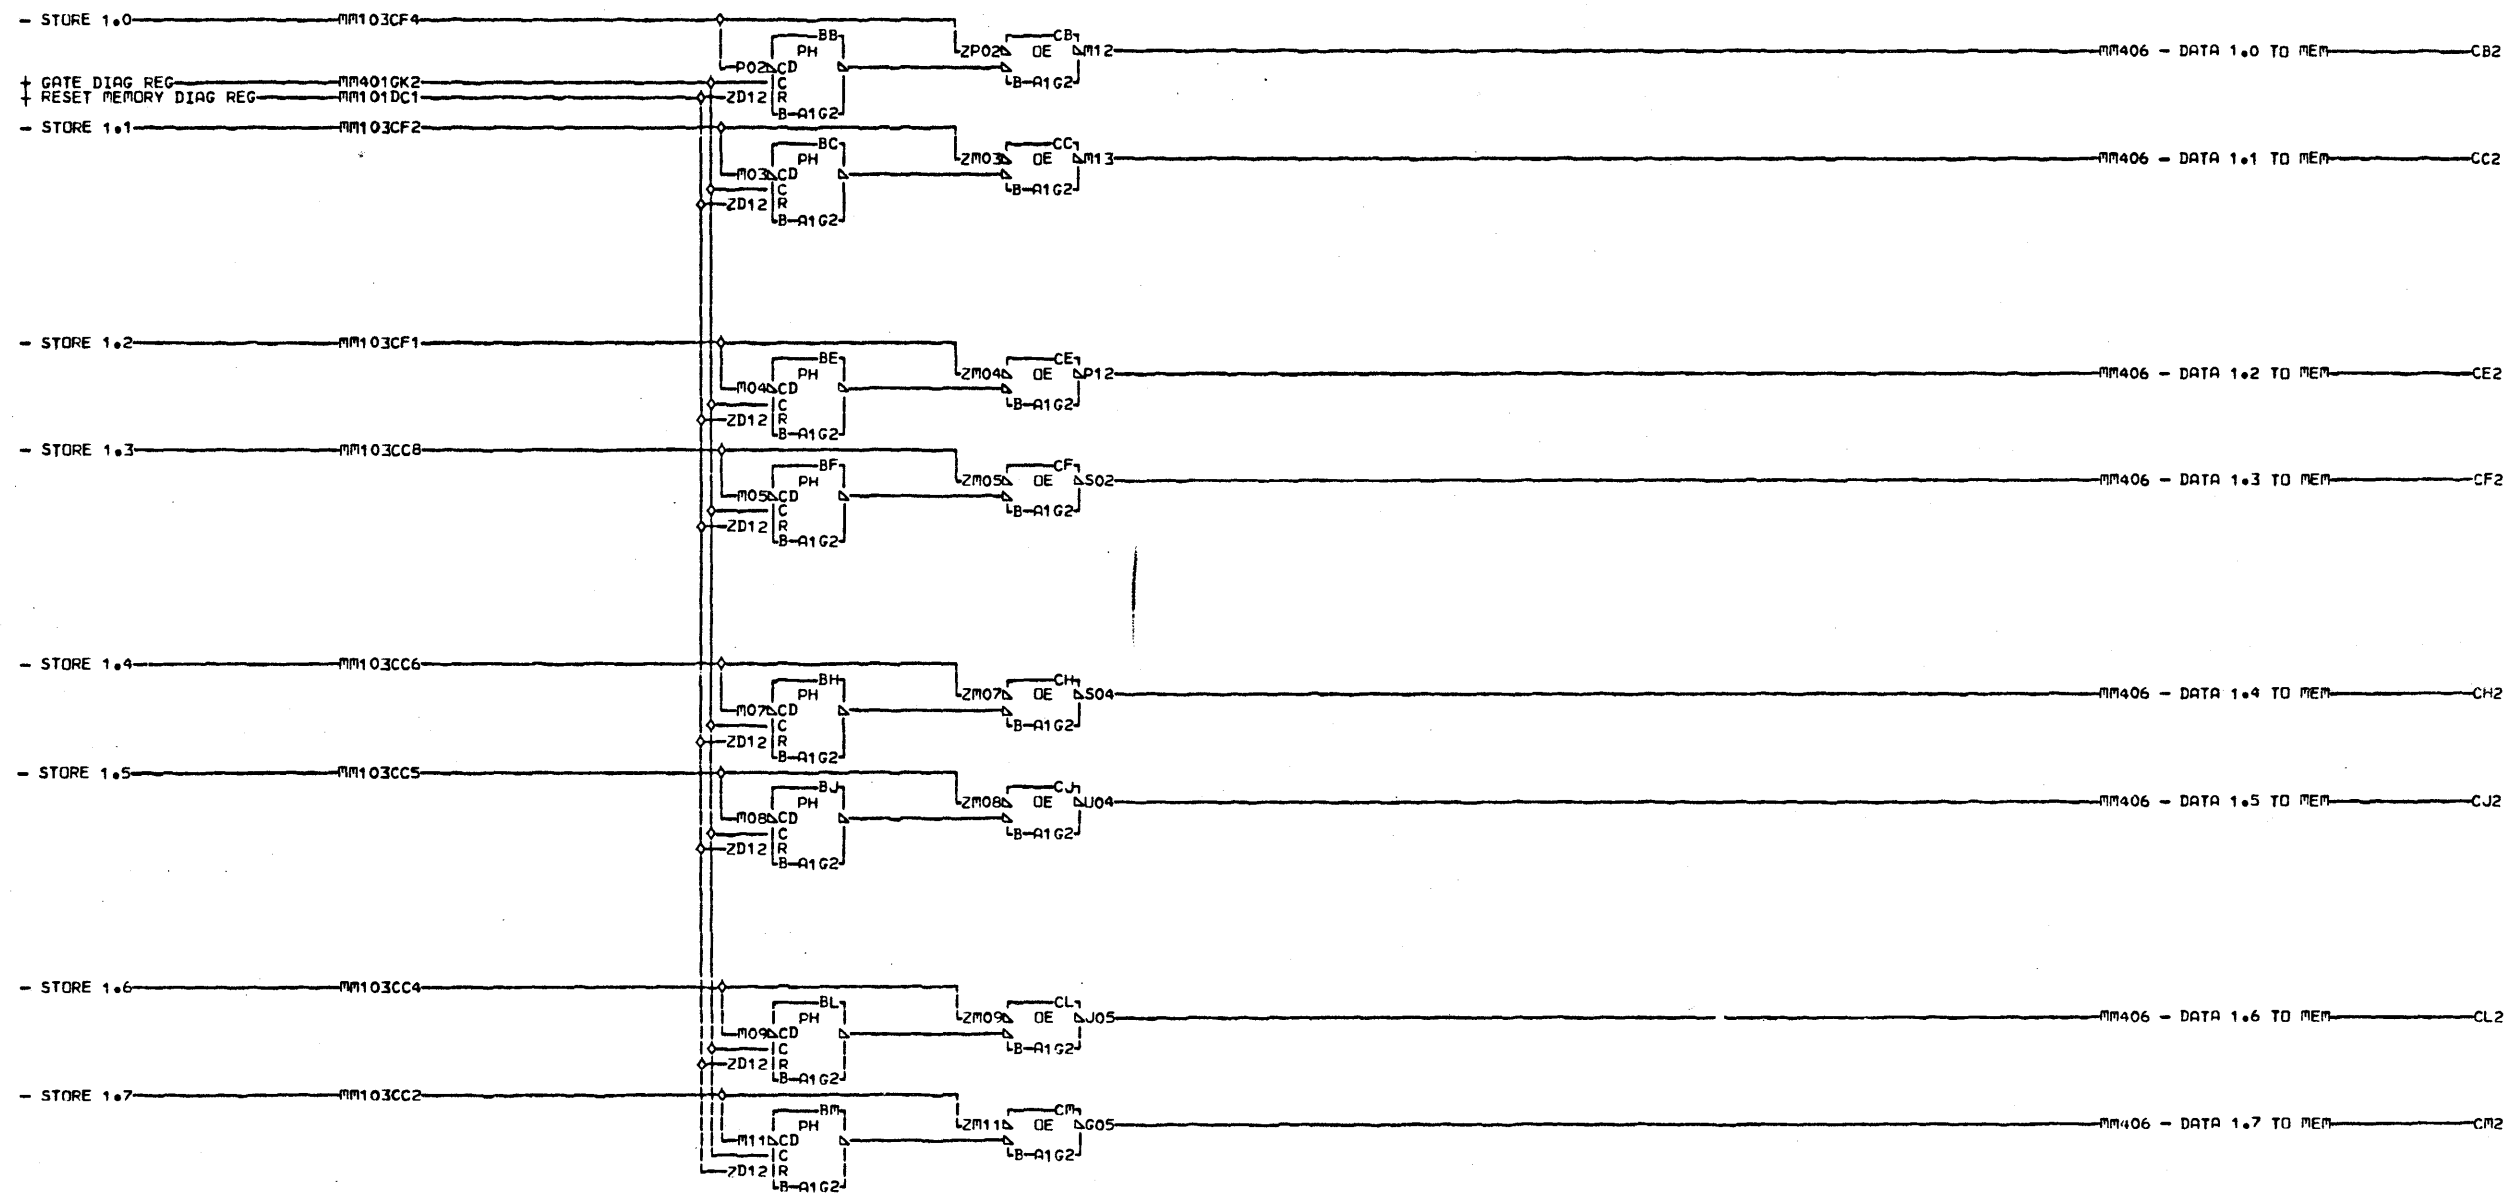 - STORE 1.0 MM103CF4
BB CB
PH ZP02 OE M12 MM406 - DATA 1.0 TO MEM CB2
P02 CD
+ GATE DIAG REG MM401GK2 C B-A1G2
+ RESET MEMORY DIAG REG MM101DC1 ZD12 R
B-A1G2
- STORE 1.1 MM103CF2
BC CC
PH ZM03 OE M13 MM406 - DATA 1.1 TO MEM CC2
M03 CD
C B-A1G2
ZD12 R
B-A1G2
- STORE 1.2 MM103CF1
BE CE
PH ZM04 OE P12 MM406 - DATA 1.2 TO MEM CE2
M04 CD
C B-A1G2
ZD12 R
B-A1G2
- STORE 1.3 MM103CC8
BF CF
PH ZM05 OE S02 MM406 - DATA 1.3 TO MEM CF2
M05 CD
C B-A1G2
ZD12 R
B-A1G2
- STORE 1.4 MM103CC6
BH CH
PH ZM07 OE S04 MM406 - DATA 1.4 TO MEM CH2
M07 CD
C B-A1G2
ZD12 R
B-A1G2
- STORE 1.5 MM103CC5
BJ CJ
PH ZM08 OE U04 MM406 - DATA 1.5 TO MEM CJ2
M08 CD
C B-A1G2
ZD12 R
B-A1G2
- STORE 1.6 MM103CC4
BL CL
PH ZM09 OE J05 MM406 - DATA 1.6 TO MEM CL2
M09 CD
C B-A1G2
ZD12 R
B-A1G2
- STORE 1.7 MM103CC2
BM CM
PH ZM11 OE G05 MM406 - DATA 1.7 TO MEM CM2
M11 CD
C B-A1G2
ZD12 R
B-A1G2